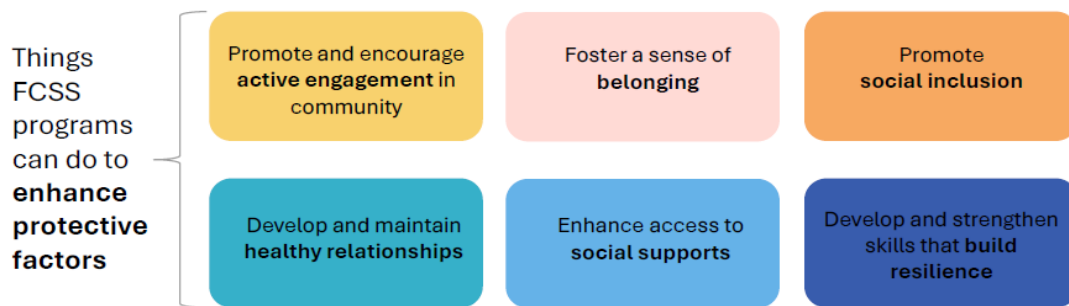 Things
FCSS
programs
can do to
enhance
protective
factors
Promote and encourage
active engagement in
community
Foster a sense of
belonging
Promote
social inclusion
Develop and maintain
healthy relationships
Enhance access to
social supports
Develop and strengthen
skills that build
resilience